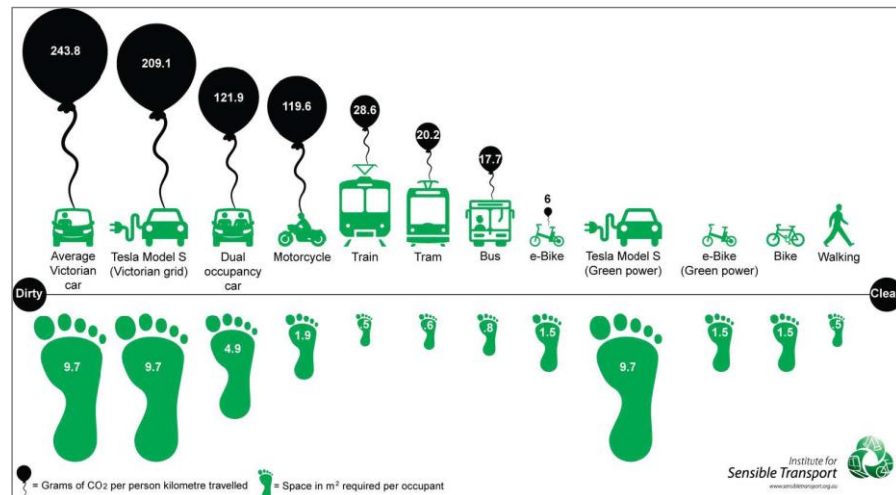 243.8
209.1
121.9
119.6
28.6
20.2
17.7
6
Average
Victorian
car
Tesla Model S
(Victorian grid)
Dual
occupancy
car
Motorcycle
Train
Tram
Bus
e-Bike
Tesla Model S
(Green power)
e-Bike
(Green power)
Bike
Walking
Dirty
Clea
9.7
9.7
4.9
1.9
.5
.6
.8
1.5
9.7
1.5
1.5
.5
= Grams of CO2 per person kilometre travelled
= Space in m² required per occupant
Institute for
Sensible Transport
www.sensibletransport.org.au